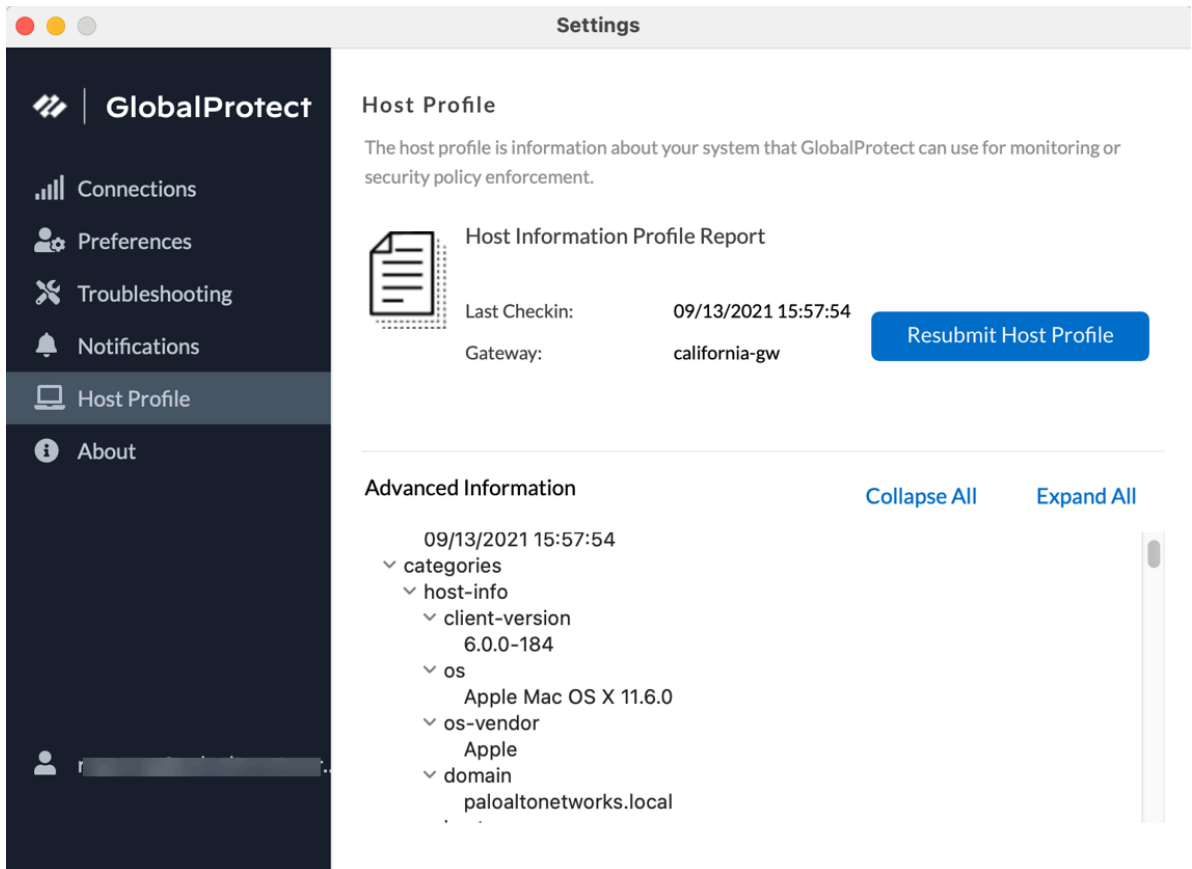 Settings
GlobalProtect
Connections
Preferences
Troubleshooting
Notifications
Host Profile
About
Host Profile
The host profile is information about your system that GlobalProtect can use for monitoring or
security policy enforcement.
Host Information Profile Report
Last Checkin: 09/13/2021 15:57:54
Gateway: california-gw
Resubmit Host Profile
Advanced Information
Collapse All Expand All
09/13/2021 15:57:54
categories
host-info
client-version
6.0.0-184
os
Apple Mac OS X 11.6.0
os-vendor
Apple
domain
paloaltonetworks.local